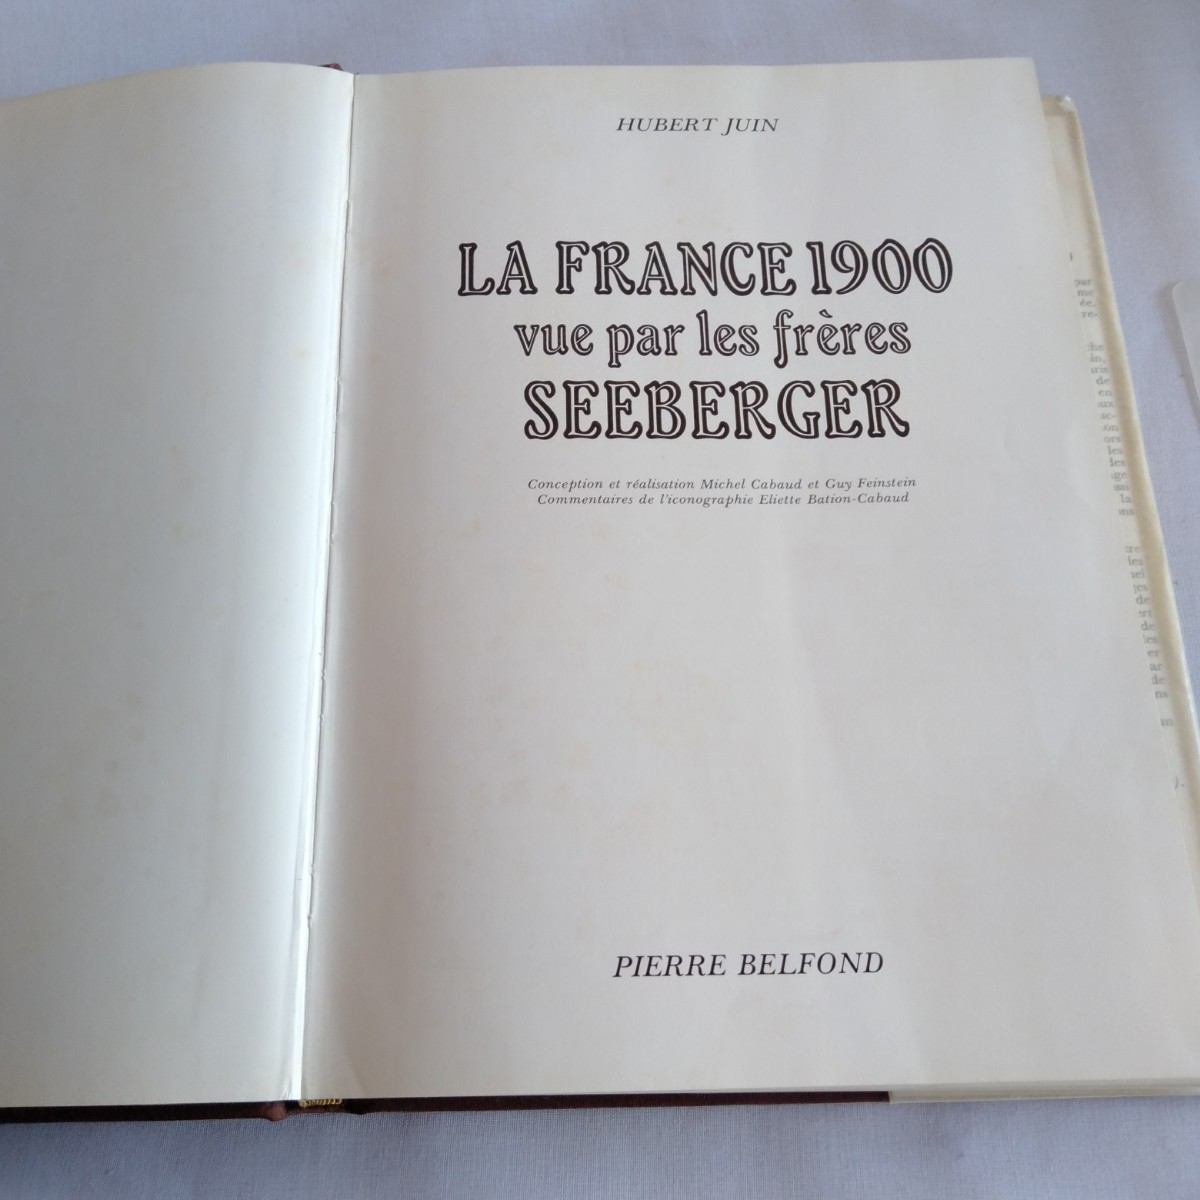 HUBERT JUIN
LA FRANCE 1900
vue par les frères
SEEBERGER
Conception et réalisation Michel Cabaud et Guy Feinstein
Commentaires de l'iconographie Eliette Bation-Cabaud
PIERRE BELFOND